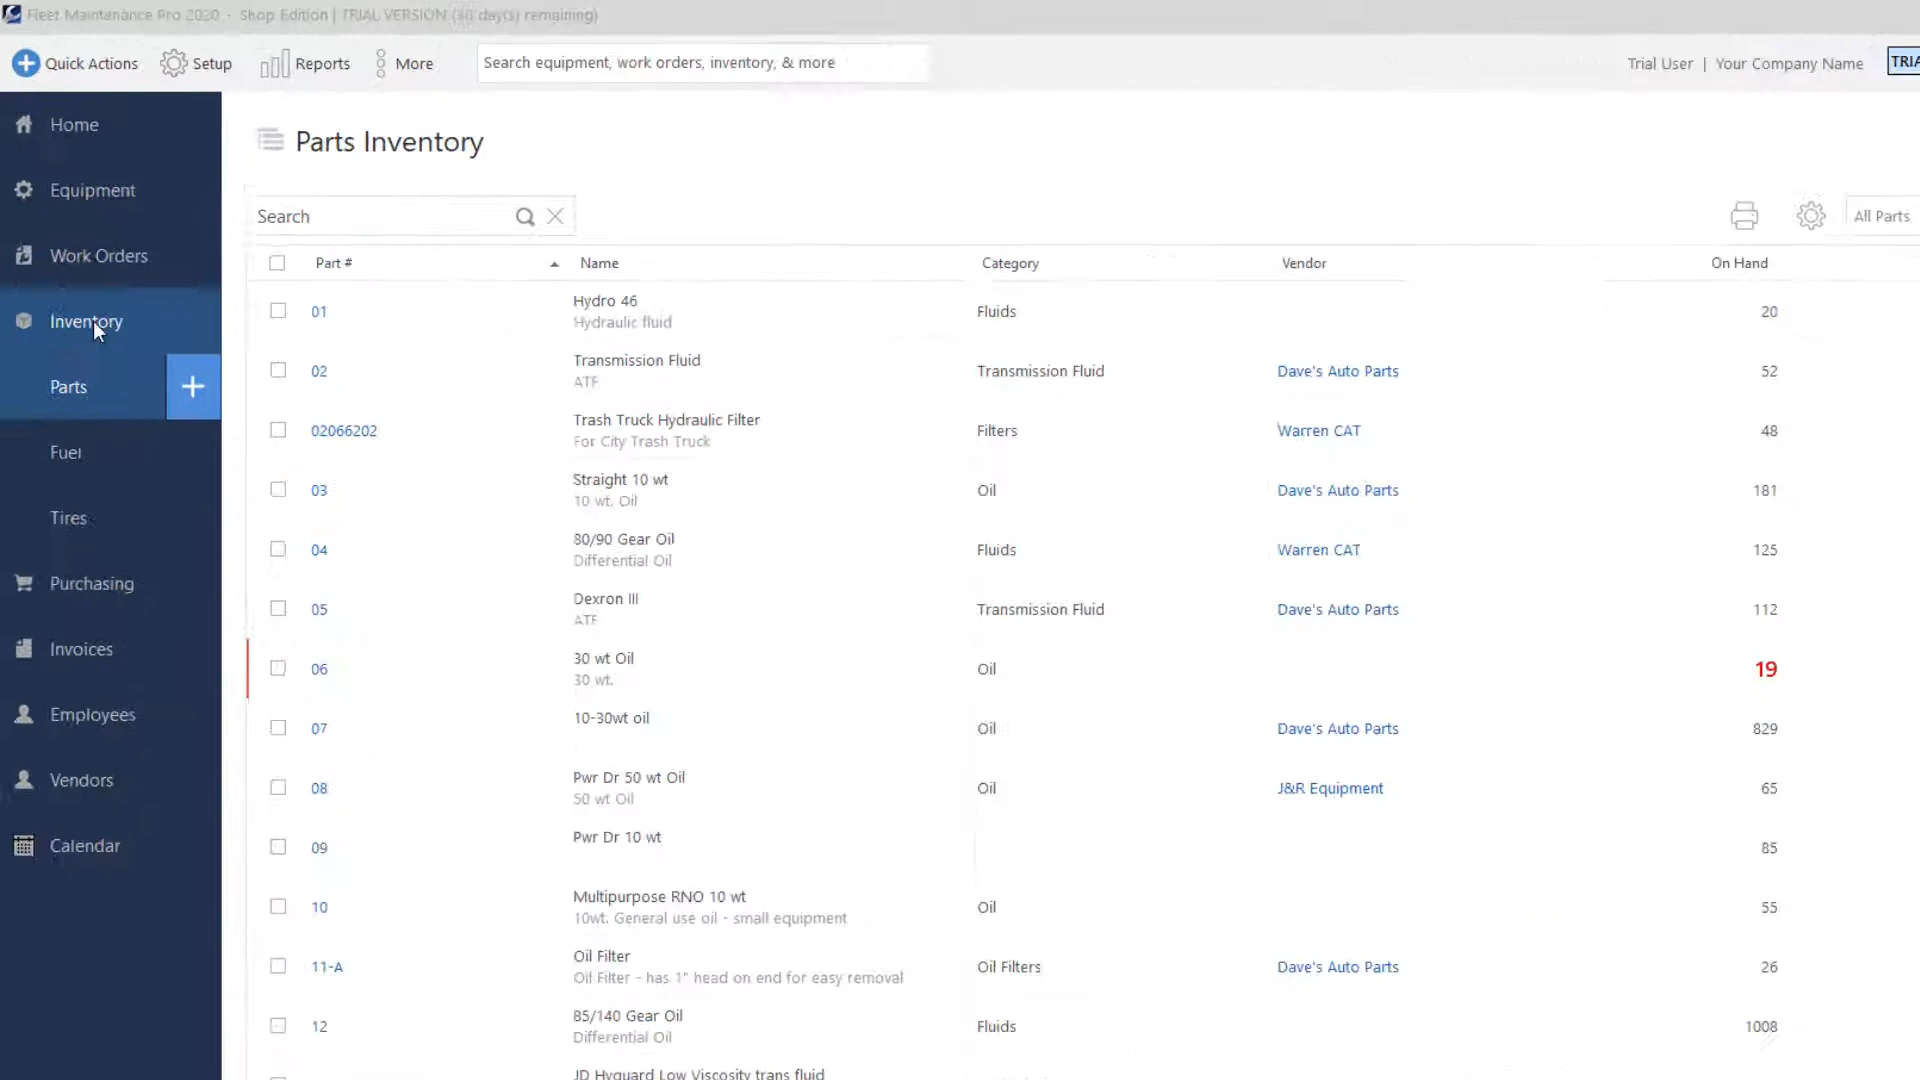 Fleet Maintanance Pro 2020 - Shop Edition | TRIAL VERSION (30 day(s) remaining)
Quick Actions Setup Reports More Search equipment, work orders, inventory, & more Trial User | Your Company Name TRIA
Home
Equipment
Work Orders
Inventory
Parts +
Fuel
Tires
Purchasing
Invoices
Employees
Vendors
Calendar
Parts Inventory
Search All Parts
Part # Name Category Vendor On Hand
01 Hydro 46 Fluids 20
Hydraulic fluid
02 Transmission Fluid Transmission Fluid Dave's Auto Parts 52
ATF
02066202 Trash Truck Hydraulic Filter Filters Warren CAT 48
For City Trash Truck
03 Straight 10 wt Oil Dave's Auto Parts 181
10 wt. Oil
04 80/90 Gear Oil Fluids Warren CAT 125
Differential Oil
05 Dexron III Transmission Fluid Dave's Auto Parts 112
ATF
06 30 wt Oil Oil 19
30 wt.
07 10-30wt oil Oil Dave's Auto Parts 829
08 Pwr Dr 50 wt Oil Oil J&R Equipment 65
50 wt Oil
09 Pwr Dr 10 wt 85
10 Multipurpose RNO 10 wt Oil 55
10wt. General use oil - small equipment
11-A Oil Filter Oil Filters Dave's Auto Parts 26
Oil Filter - has 1" head on end for easy removal
12 85/140 Gear Oil Fluids 1008
Differential Oil
JD Hyguard Low Viscosity trans fluid